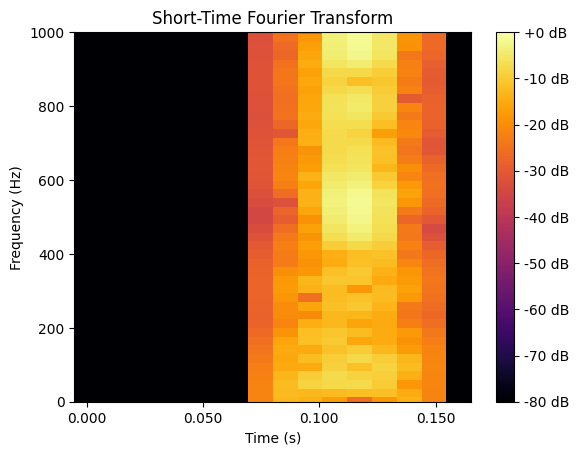 Short-Time Fourier Transform
1000
800
600
400
200
0
Frequency (Hz)
0.000
0.050
0.100
0.150
Time (s)
+0 dB
-10 dB
-20 dB
-30 dB
-40 dB
-50 dB
-60 dB
-70 dB
-80 dB